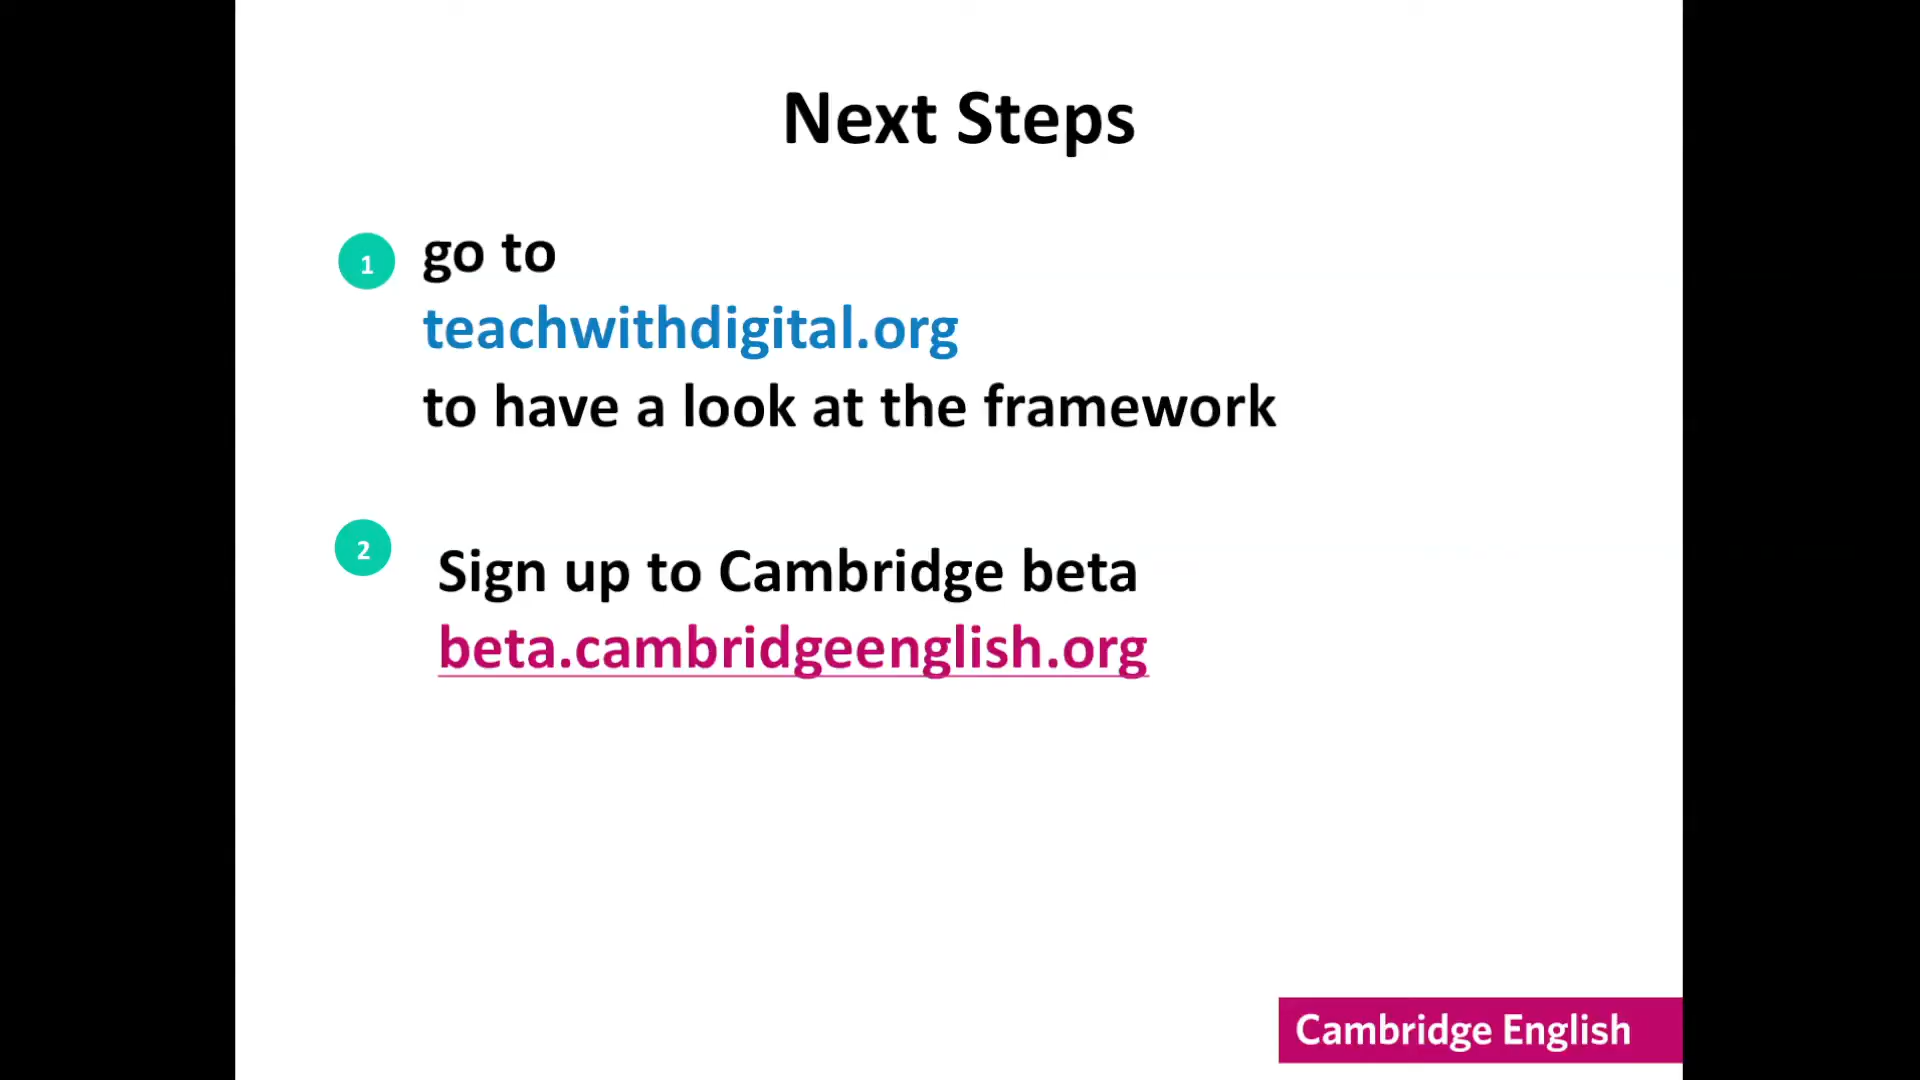 Next Steps
1
go to
teachwithdigital.org
to have a look at the framework
2
Sign up to Cambridge beta
beta.cambridgeenglish.org
Cambridge English